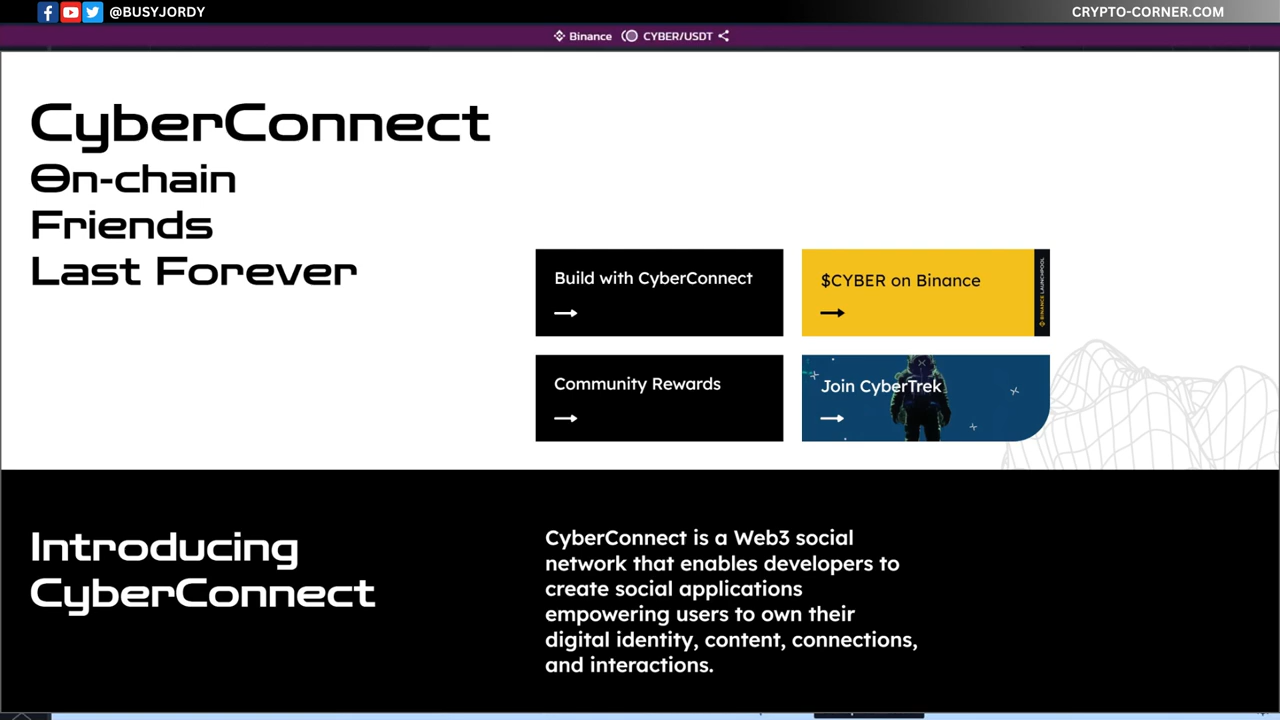 @BUSYJORDY
CRYPTO-CORNER.COM
Binance CYBER/USDT
CyberConnect
On-chain
Friends
Last Forever
Build with CyberConnect
$CYBER on Binance
BINANCE LAUNCHPOOL
Community Rewards
Join CyberTrek
Introducing
CyberConnect
CyberConnect is a Web3 social
network that enables developers to
create social applications
empowering users to own their
digital identity, content, connections,
and interactions.